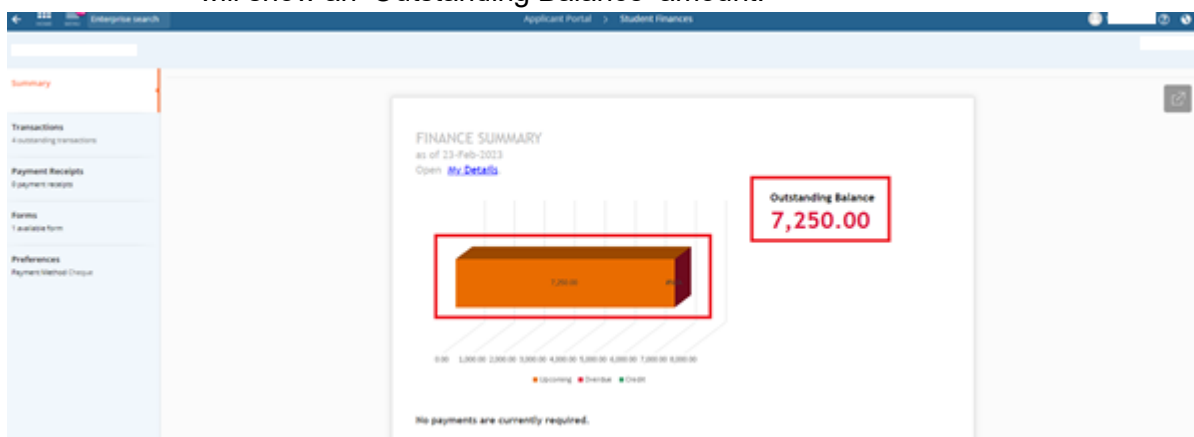 will show an 'Outstanding Balance' amount.
Enterprise search
Applicant Portal > Student Finances
Summary
Transactions
4 outstanding transactions
Payment Receipts
0 payment receipts
Forms
1 available form
Preferences
Payment Method Cheque
FINANCE SUMMARY
as of 23-Feb-2023
Open My Details
Outstanding Balance
7,250.00
7,250.00
0.00 1,000.00 2,000.00 3,000.00 4,000.00 5,000.00 6,000.00 7,000.00 8,000.00
Upcoming Overdue Credit
No payments are currently required.